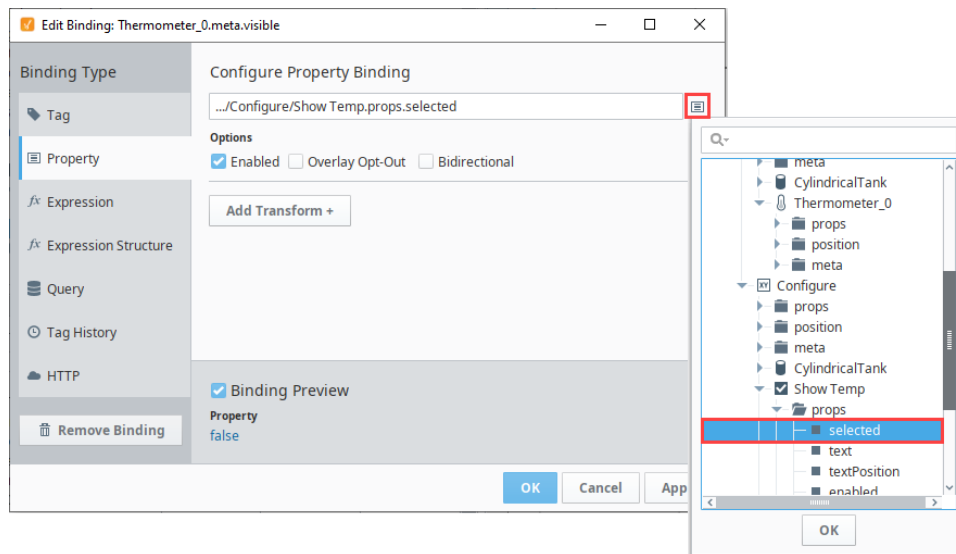 Edit Binding: Thermometer_0.meta.visible
Binding Type
Tag
Property
fx Expression
fx Expression Structure
Query
Tag History
HTTP
Remove Binding
Configure Property Binding
.../Configure/Show Temp.props.selected
Options
Enabled
Overlay Opt-Out
Bidirectional
Add Transform +
Binding Preview
Property
false
OK
Cancel
App
meta
CylindricalTank
Thermometer_0
props
position
meta
XY Configure
props
position
meta
CylindricalTank
Show Temp
props
selected
text
textPosition
enabled
OK